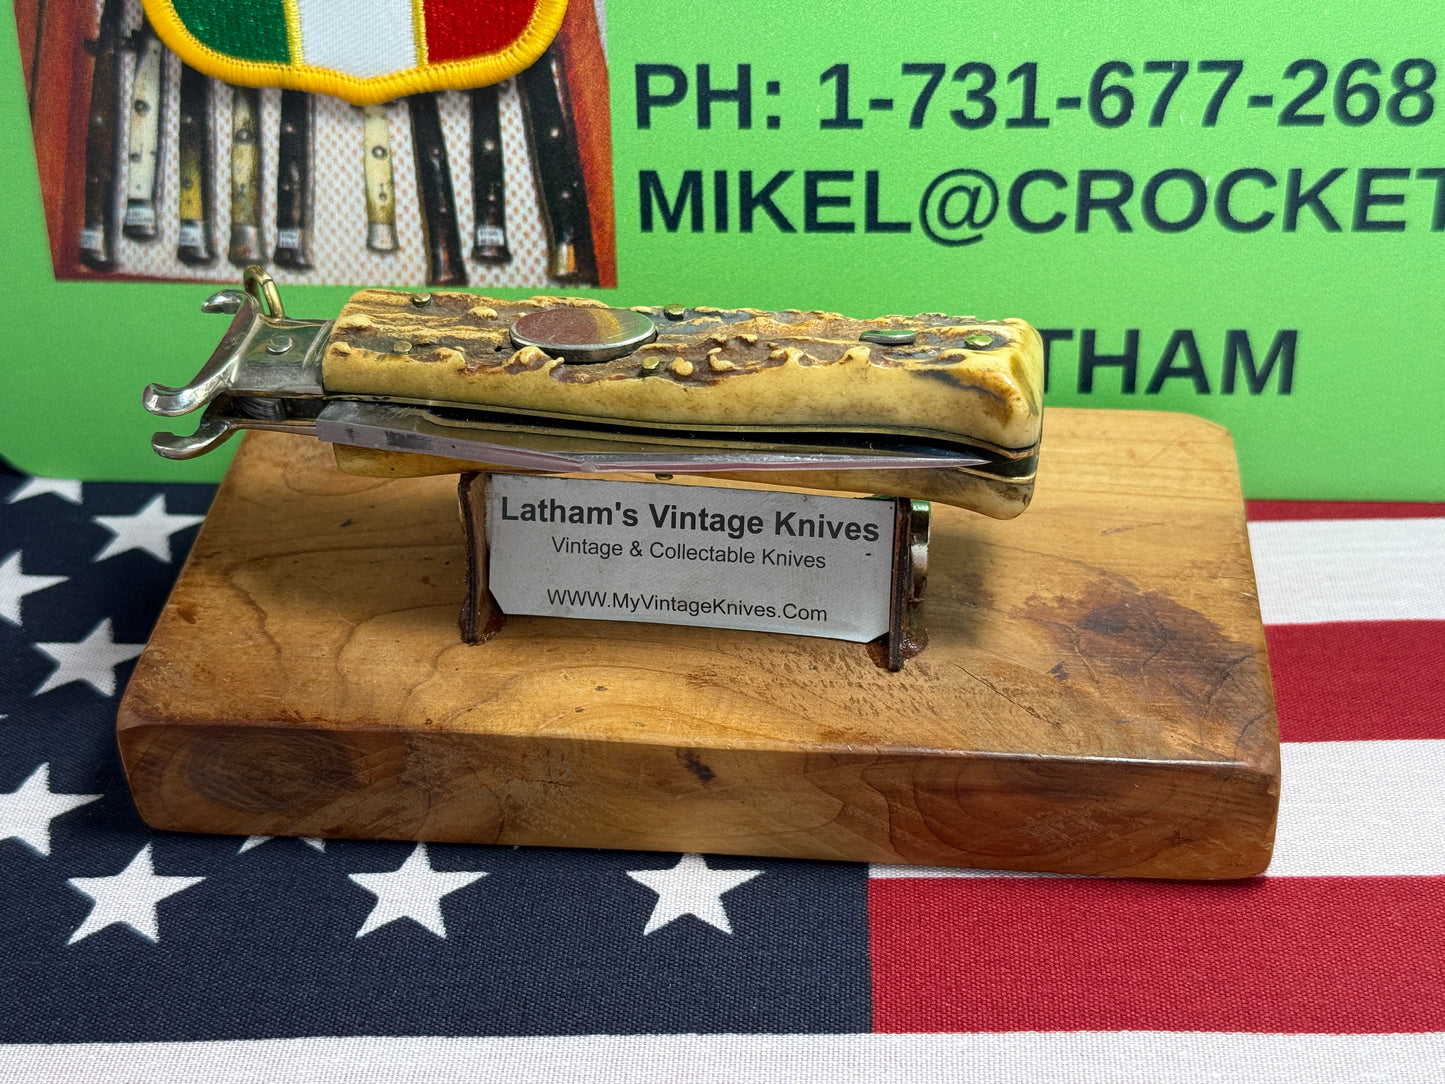 PH: 1-731-677-268
MIKEL@CROCKET
THAM
Latham's Vintage Knives
Vintage & Collectable Knives
WWW.MyVintageKnives.Com